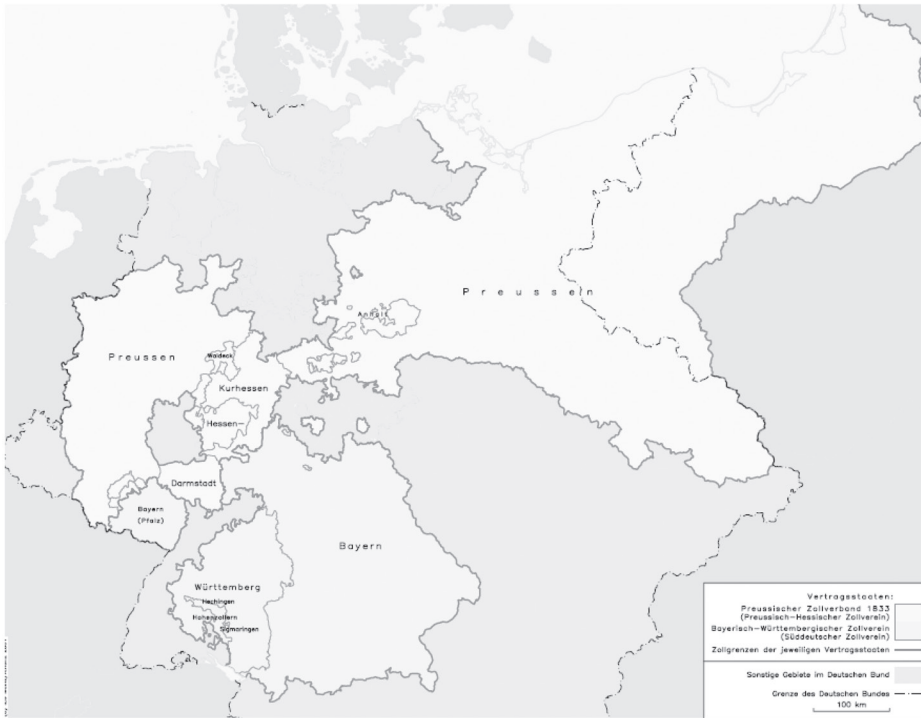 Preussen
Anhalt
Preussen
Waldeck
Kurhessen
Hessen-
Darmstadt
Bayern
(Pfalz)
Bayern
Württemberg
Hechingen
Hohenzollern
Sigmaringen
Vertragsstaaten:
Preussischer Zollverband 1833
(Preussisch-Hessischer Zollverein)
Bayerisch-Württembergischer Zollverein
(Süddeutscher Zollverein)
Zollgrenzen der jeweiligen Vertragsstaaten
Sonstige Gebiete im Deutschen Bund
Grenze des Deutschen Bundes
100 km